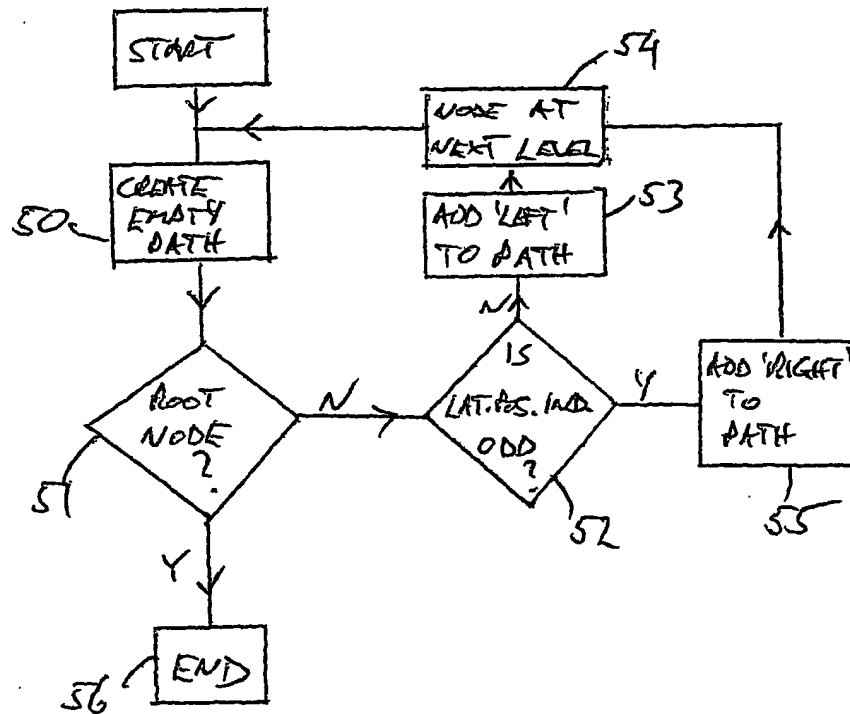 START
50
CREATE
EMPTY
PATH
51
ROOT
NODE
?
N
Y
56
END
52
IS
LAT.POS.IND.
ODD
?
N
Y
53
ADD 'LEFT'
TO PATH
54
NODE AT
NEXT LEVEL
ADD 'RIGHT'
TO
PATH
55